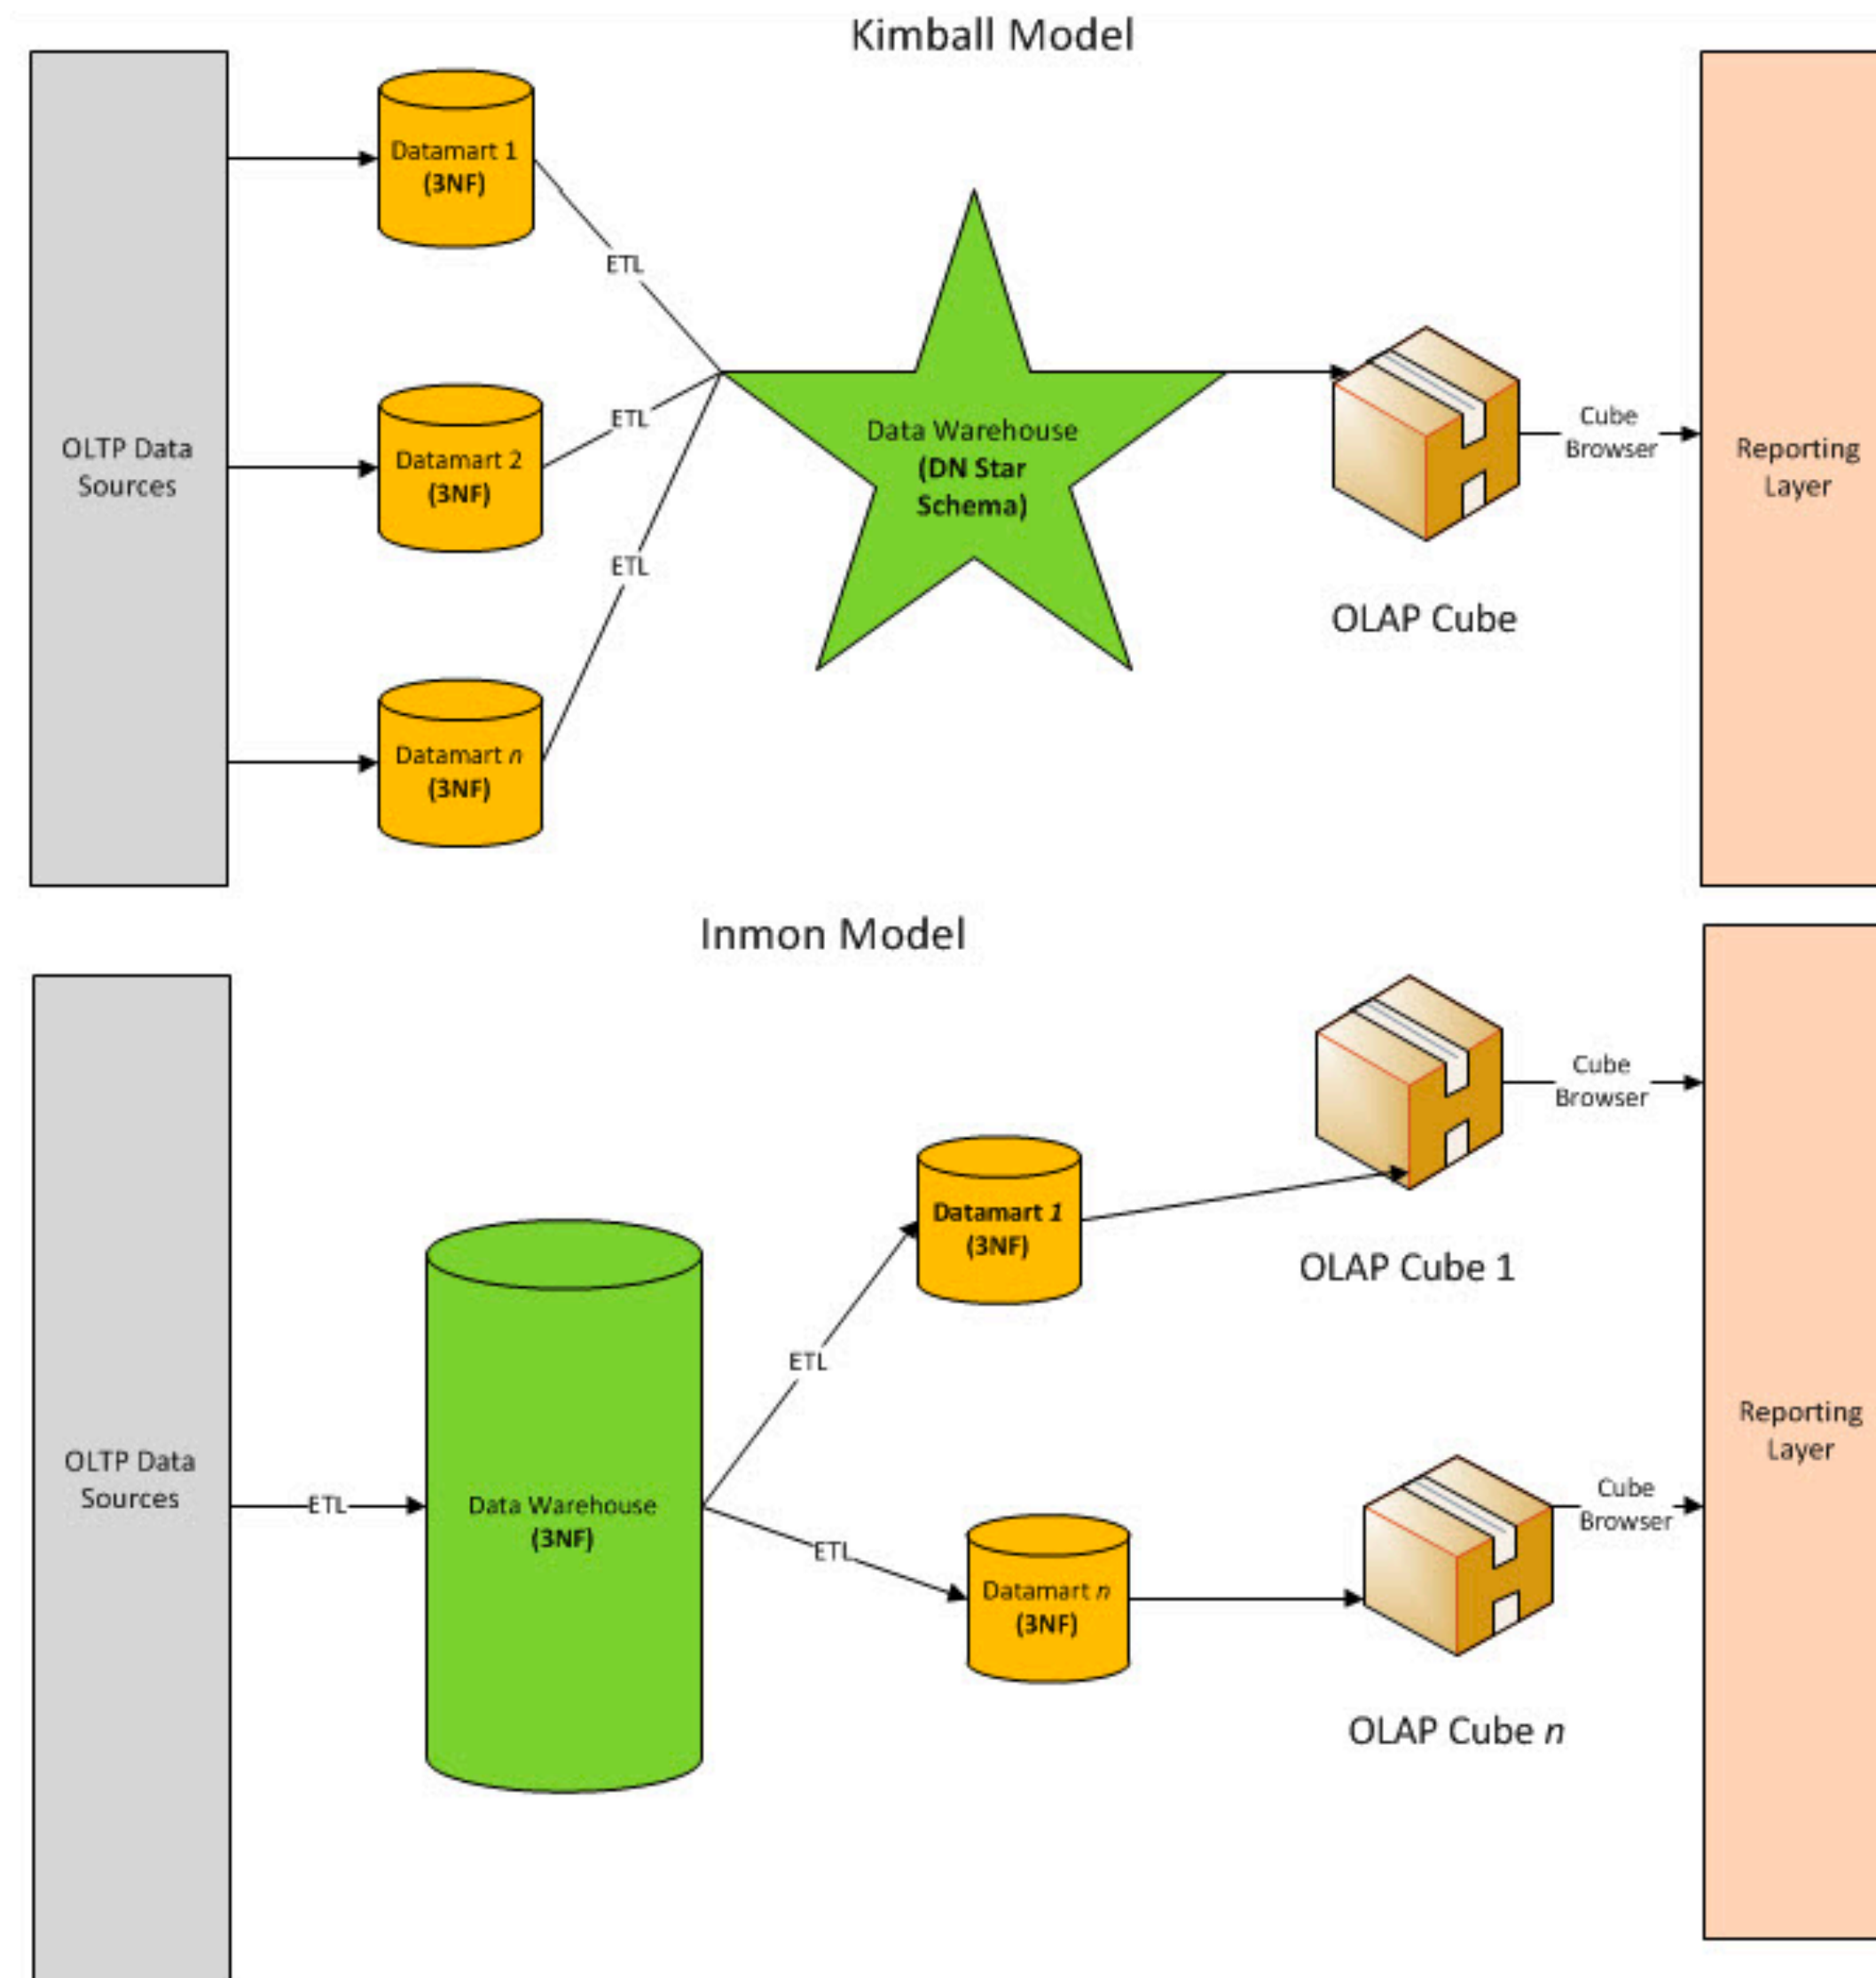 Kimball Model
OLTP Data
Sources
Datamart 1
(3NF)
ETL
Datamart 2
(3NF)
ETL
Datamart n
(3NF)
ETL
Data Warehouse
(DN Star
Schema)
OLAP Cube
Cube
Browser
Reporting
Layer
Inmon Model
OLTP Data
Sources
ETL
Data Warehouse
(3NF)
ETL
Datamart 1
(3NF)
OLAP Cube 1
Cube
Browser
ETL
Datamart n
(3NF)
OLAP Cube n
Cube
Browser
Reporting
Layer